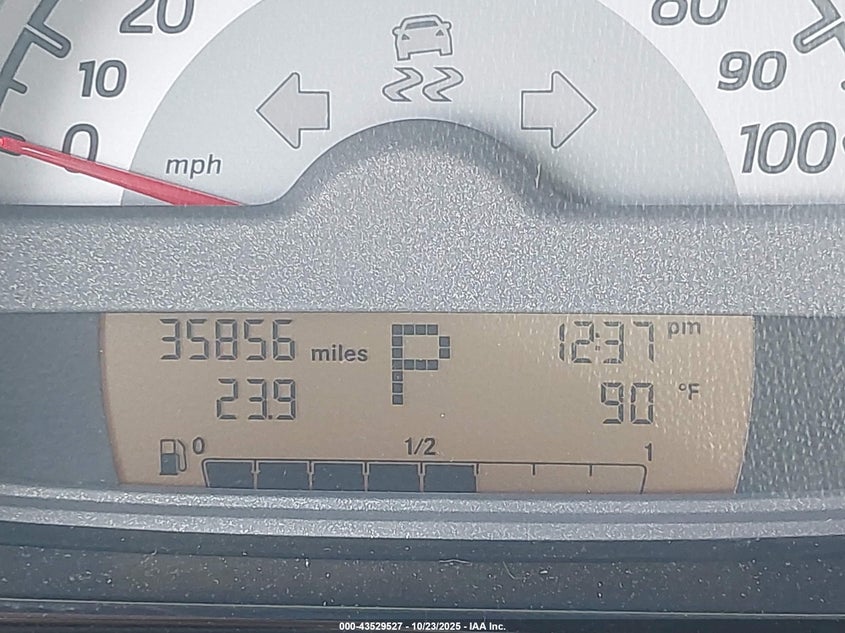 20 80
10 90
0 mph 100
35856 miles P 12:37 pm
23.9 90 °F
0 1/2 1
000-43529527 - 10/23/2025 - IAA Inc.